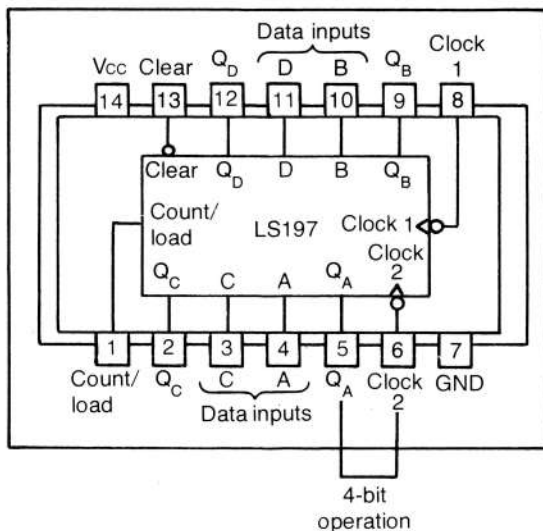 Data inputs
Clock
1
Vcc Clear QD D B QB
14 13 12 11 10 9 8
Clear QD D B QB
Count/
load
LS197
Clock 1
Clock
2
QC C A QA
1 2 3 4 5 6 7
Count/
load
QC C A QA Clock
2
GND
Data inputs
4-bit
operation